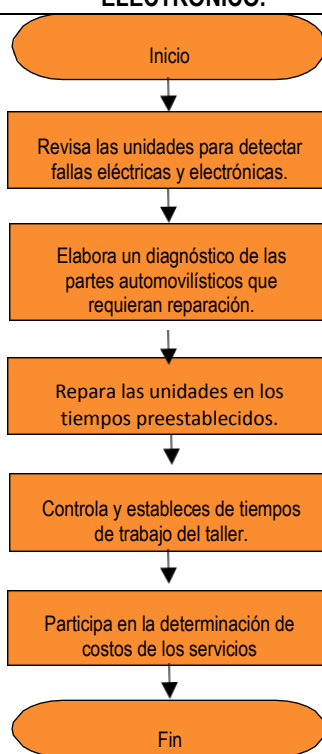 ELECTRÓNICO.
Inicio
Revisa las unidades para detectar
fallas eléctricas y electrónicas.
Elabora un diagnóstico de las
partes automovilísticos que
requieran reparación.
Repara las unidades en los
tiempos preestablecidos.
Controla y estableces de tiempos
de trabajo del taller.
Participa en la determinación de
costos de los servicios
Fin